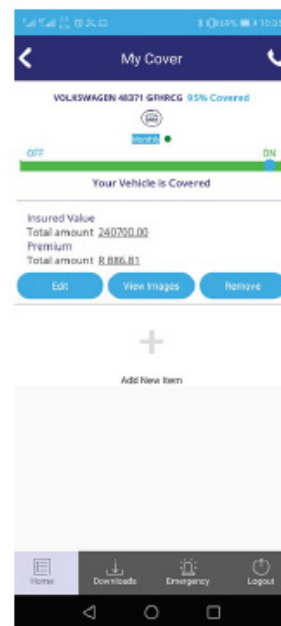 My Cover
VOLKSWAGEN 48371 GFHRCG 95% Covered
Monthly
OFF ON
Your Vehicle is Covered
Insured Value
Total amount 240700.00
Premium
Total amount R 886.81
Edit View Images Remove
Add New Item
Home Downloads Emergency Logout